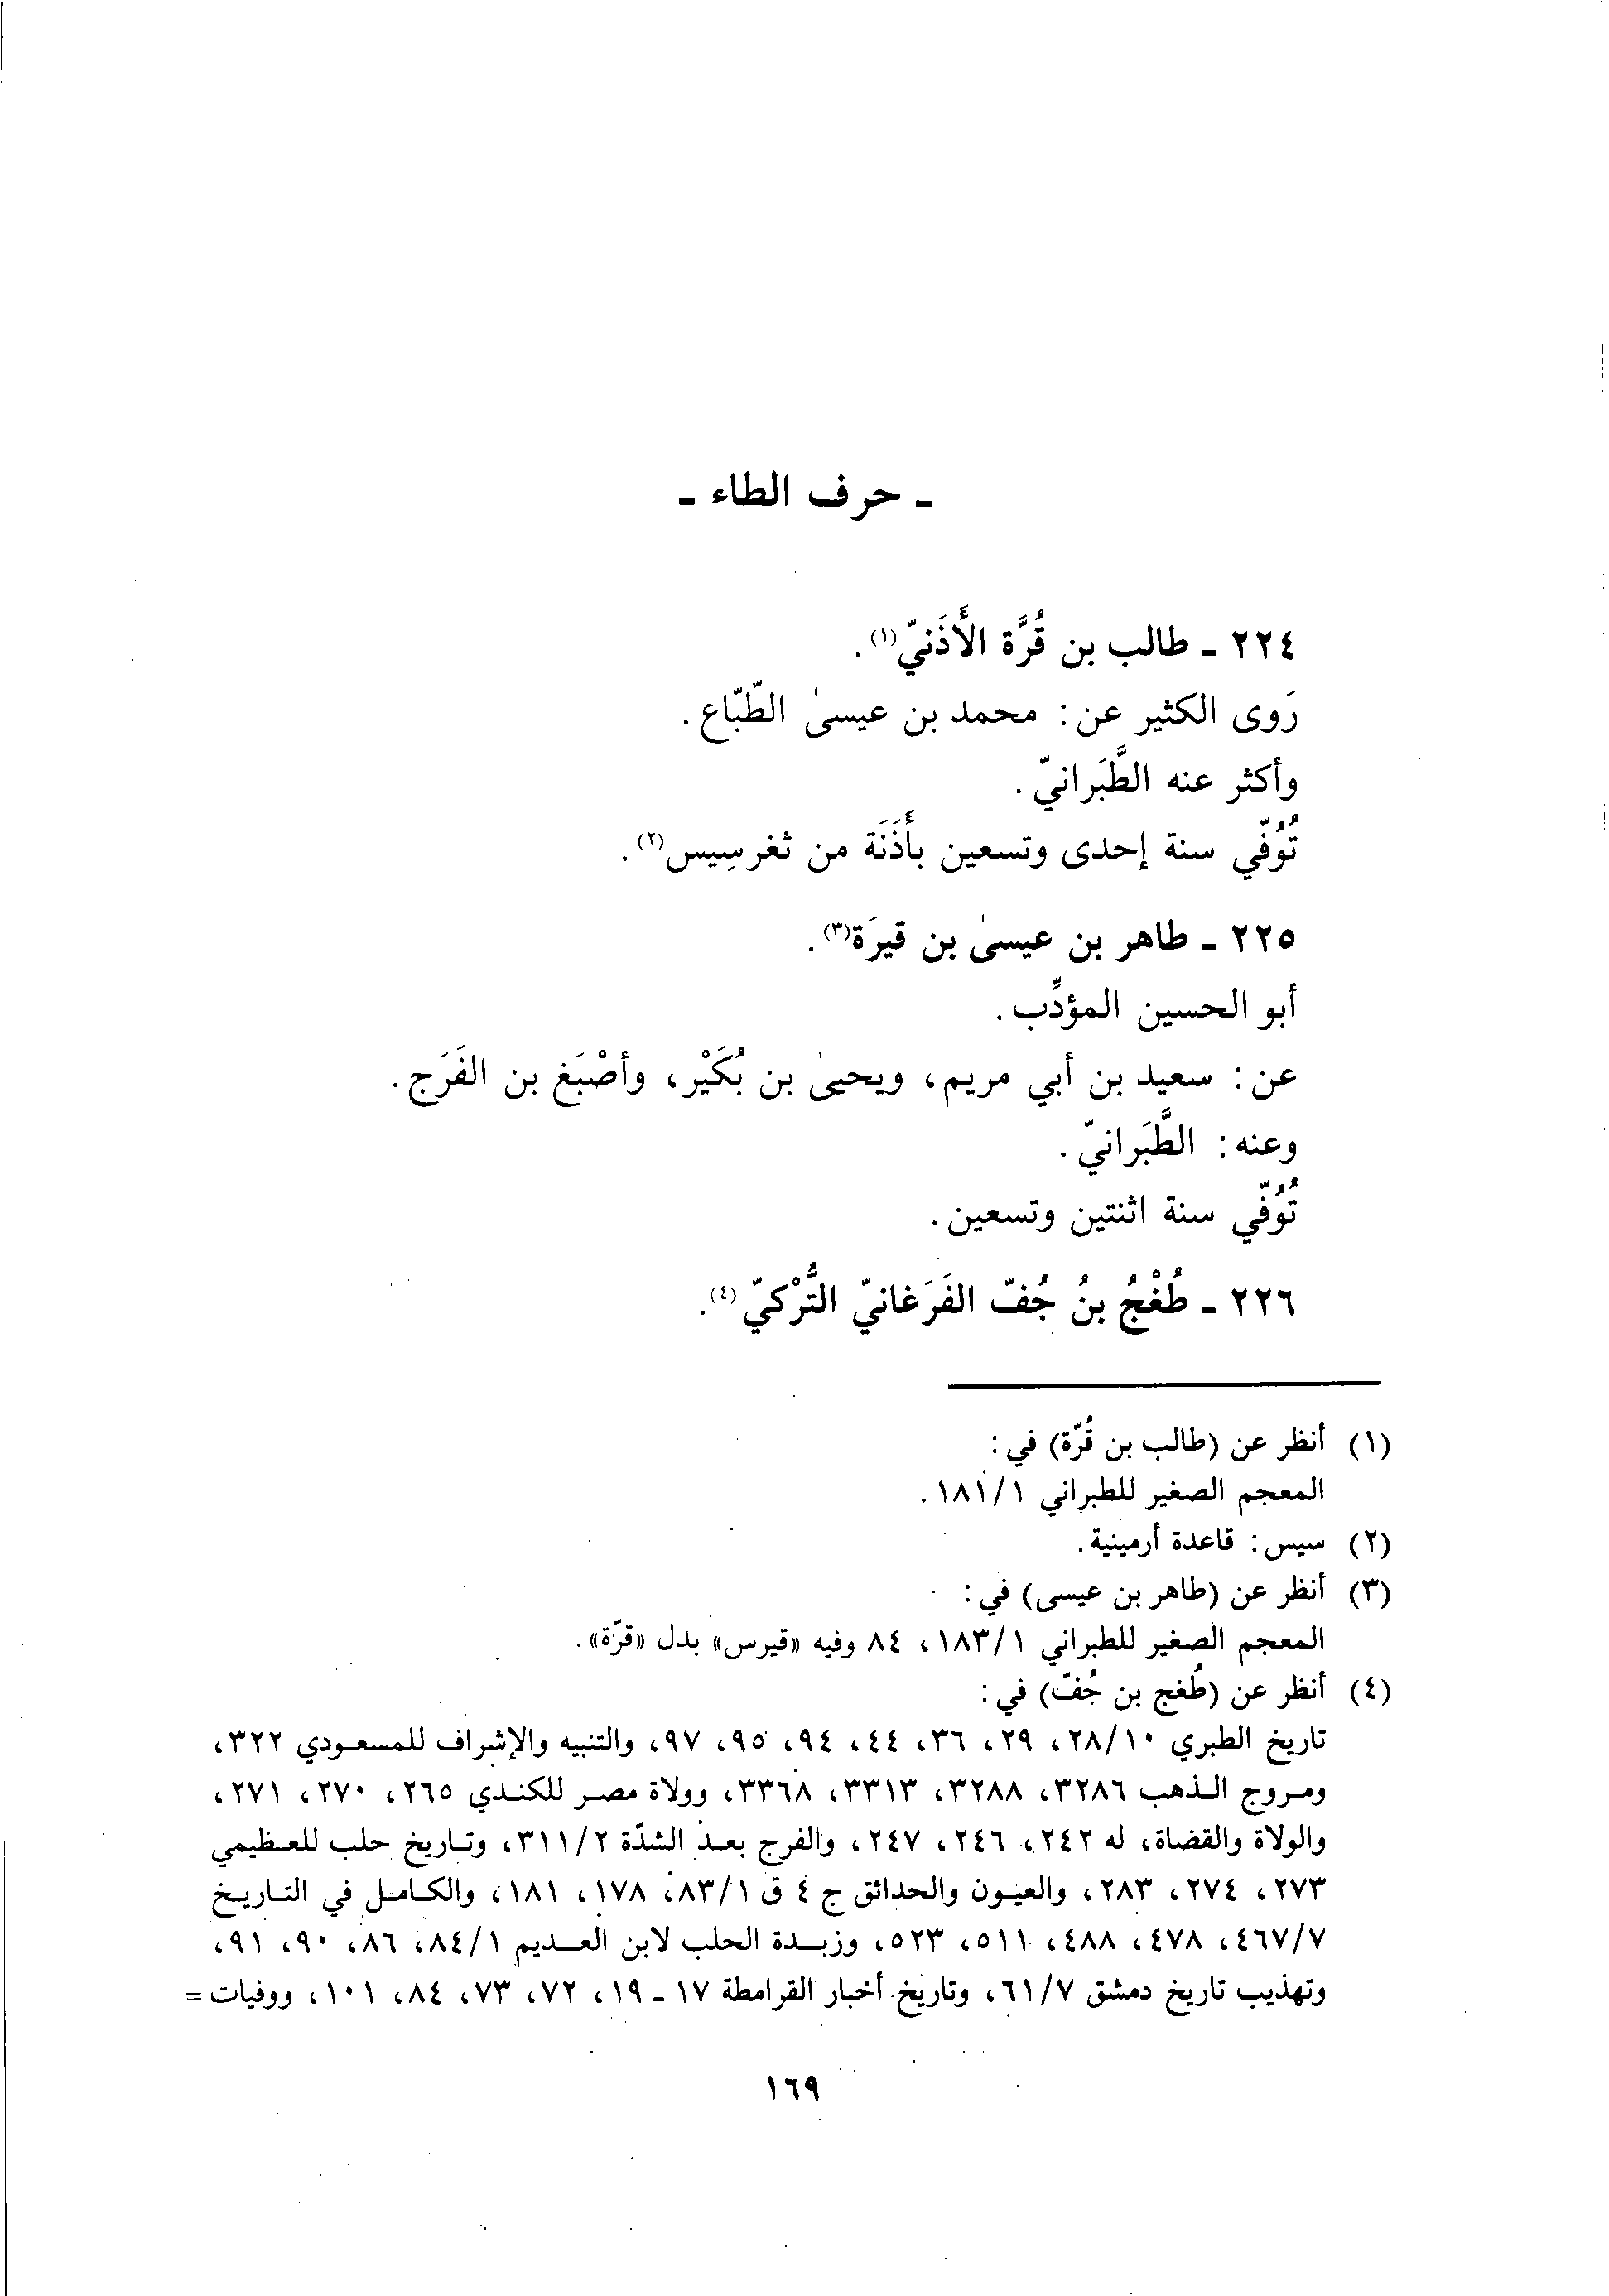 ـ حرف الطاء ـ
٢٢٤ ـ طالب بن قُرَّة الأَذَنيّ(١).
رَوى الكثير عن: محمد بن عيسىٰ الطّبّاع.
وأكثر عنه الطَّبَرانيّ.
تُوُفّي سنة إحدى وتسعين بأَذَنَة من ثغر سِيس(٢).
٢٢٥ ـ طاهر بن عيسىٰ بن قيرَة(٣).
أبو الحسين المؤدِّب.
عن: سعيد بن أبي مريم، ويحيىٰ بن بُكَيْر، وأصْبَغ بن الفَرَج.
وعنه: الطَّبَرانيّ.
تُوُفّي سنة اثنتين وتسعين.
٢٢٦ ـ طُغْجُ بنُ جُفّ الفَرَغانيّ التُّرْكيّ(٤).
(١) أنظر عن (طالب بن قُرّة) في:
المعجم الصغير للطبراني ١/١٨١.
(٢) سيس: قاعدة أرمينية.
(٣) أنظر عن (طاهر بن عيسى) في:
المعجم الصغير للطبراني ١/١٨٣، ٨٤ وفيه «قيرس» بدل «قرّة».
(٤) أنظر عن (طُغج بن جُفّ) في:
تاريخ الطبري ١٠/٢٨، ٢٩، ٣٦، ٤٤، ٩٤، ٩٥، ٩٧، والتنبيه والإشراف للمسعودي ٣٢٢،
ومروج الذهب ٣٢٨٦، ٣٢٨٨، ٣٣١٣، ٣٣٦٨، وولاة مصر للكندي ٢٦٥، ٢٧٠، ٢٧١،
والولاة والقضاة، له ٢٤٢، ٢٤٦، ٢٤٧، والفرج بعد الشدّة ٢/٣١١، وتاريخ حلب للعظيمي
٢٧٣، ٢٧٤، ٢٨٣، والعيون والحدائق ج ٤ ق ١/٨٣، ١٧٨، ١٨١، والكامل في التاريخ
٧/٤٦٧، ٤٧٨، ٤٨٨، ٥١١، ٥٢٣، وزبدة الحلب لابن العديم ١/٨٤، ٨٦، ٩٠، ٩١،
وتهذيب تاريخ دمشق ٧/٦١، وتاريخ أخبار القرامطة ١٧ ـ ١٩، ٧٢، ٧٣، ٨٤، ١٠١، ووفيات =
١٦٩